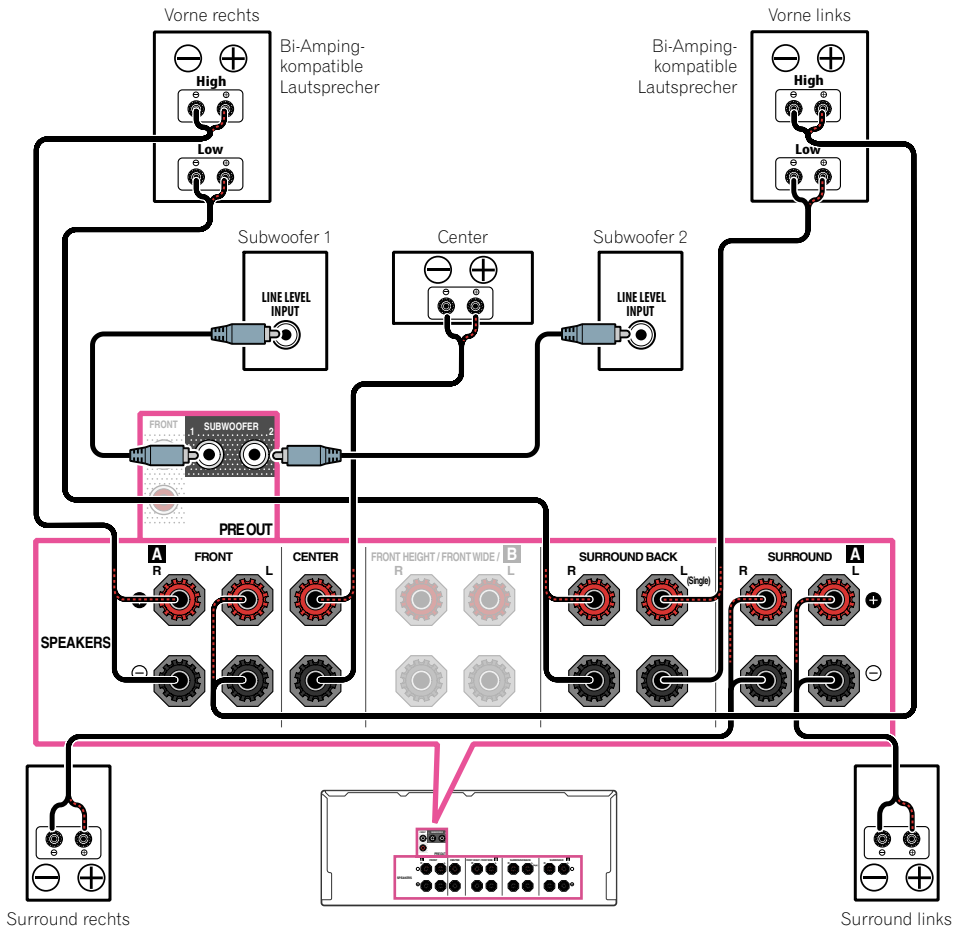 Vorne rechts
Vorne links
Bi-Amping-
kompatible
Lautsprecher
Bi-Amping-
kompatible
Lautsprecher
High
Low
High
Low
Subwoofer 1
Center
Subwoofer 2
LINE LEVEL
INPUT
LINE LEVEL
INPUT
FRONT
SUBWOOFER
1
2
PRE OUT
A
FRONT
R
L
CENTER
FRONT HEIGHT / FRONT WIDE / B
R
L
SURROUND BACK
R
L
(Single)
SURROUND
A
R
L
SPEAKERS
Surround rechts
Surround links